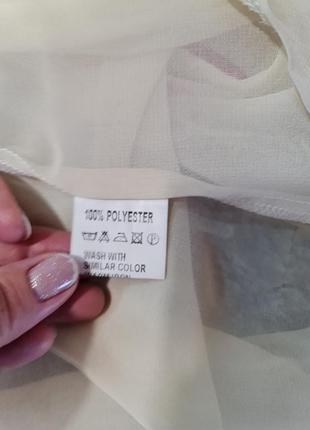 100% POLYESTER
WASH WITH
SIMILAR COLOR